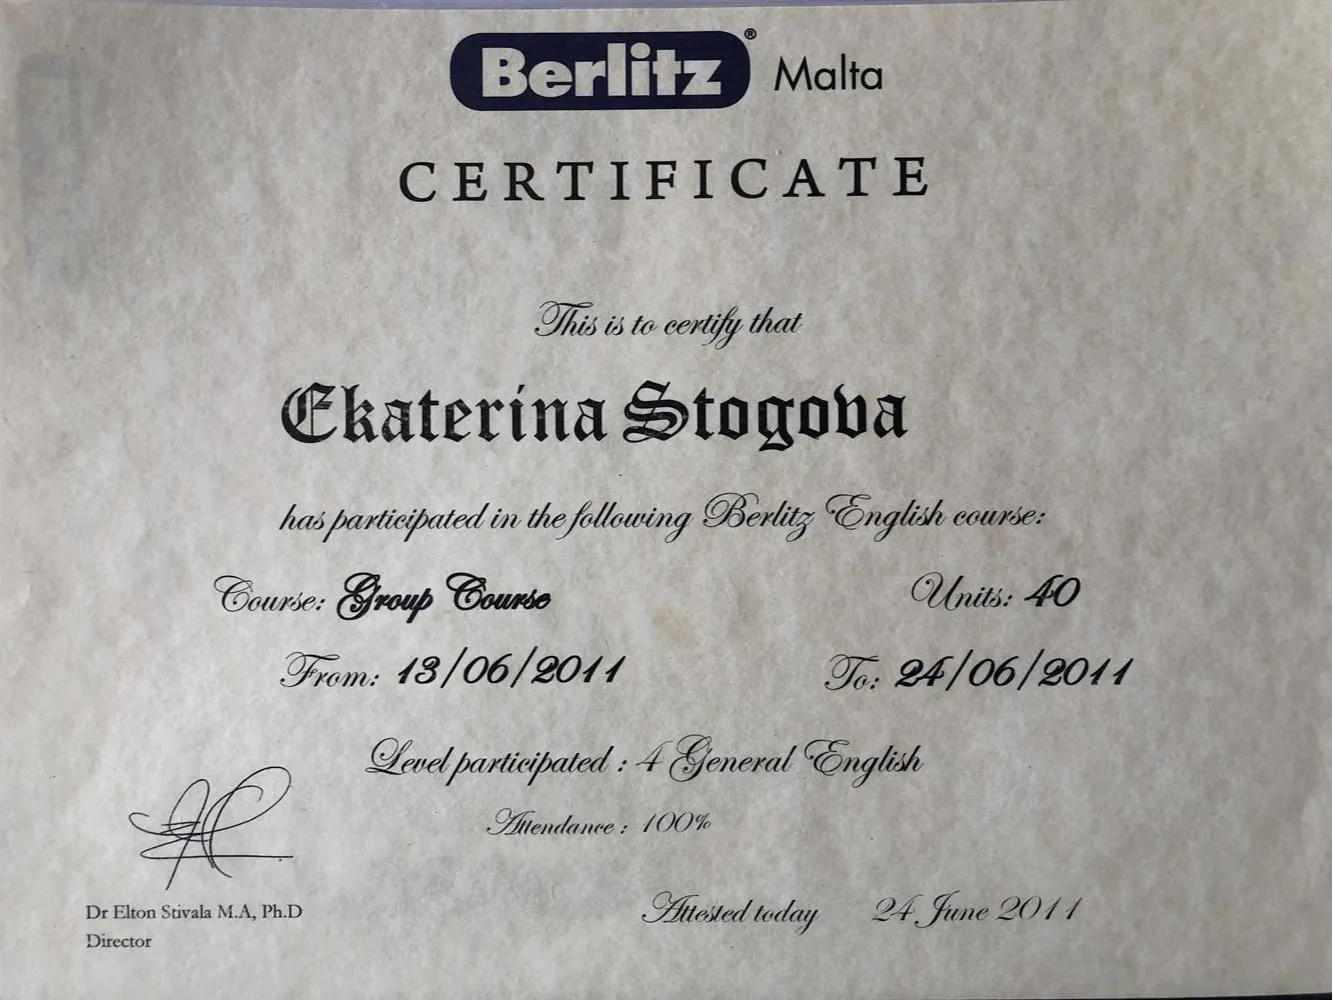 Berlitz® Malta
CERTIFICATE
This is to certify that
Ekaterina Stogova
has participated in the following Berlitz English course:
Course: Group Course Units: 40
From: 13/06/2011 To: 24/06/2011
Level participated : 4 General English
Attendance : 100%
Attested today 24 June 2011
Dr Elton Stivala M.A, Ph.D
Director